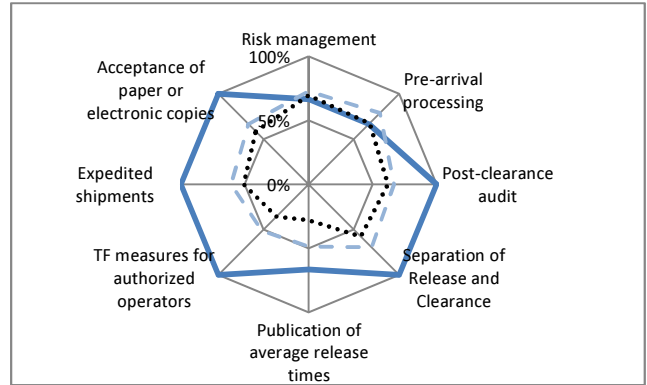 Risk management
100%
Acceptance of
paper or
electronic copies
Pre-arrival
processing
50%
Expedited
shipments
0%
Post-clearance
audit
TF measures for
authorized
operators
Separation of
Release and
Clearance
Publication of
average release
times